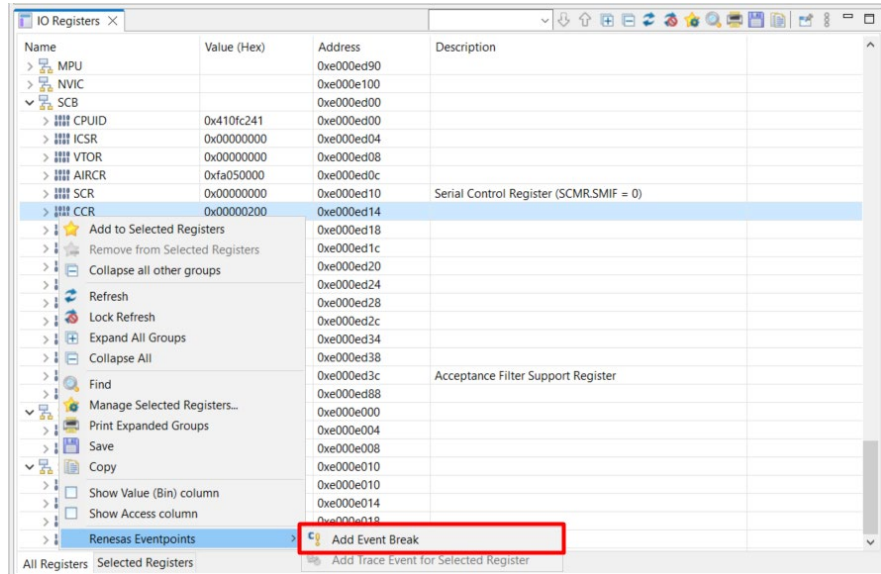 IO Registers
Name Value (Hex) Address Description
MPU 0xe000ed90
NVIC 0xe000e100
SCB 0xe000ed00
CPUID 0x410fc241 0xe000ed00
ICSR 0x00000000 0xe000ed04
VTOR 0x00000000 0xe000ed08
AIRCR 0xfa050000 0xe000ed0c
SCR 0x00000000 0xe000ed10 Serial Control Register (SCMR.SMIF = 0)
CCR 0x00000200 0xe000ed14
Add to Selected Registers 0xe000ed18
Remove from Selected Registers 0xe000ed1c
Collapse all other groups 0xe000ed20
0xe000ed24
Refresh 0xe000ed28
Lock Refresh 0xe000ed2c
Expand All Groups 0xe000ed34
Collapse All 0xe000ed38
Find 0xe000ed3c Acceptance Filter Support Register
0xe000ed88
Manage Selected Registers... 0xe000e000
Print Expanded Groups 0xe000e004
Save 0xe000e008
Copy 0xe000e010
Show Value (Bin) column 0xe000e010
Show Access column 0xe000e014
0xe000e018
Renesas Eventpoints Add Event Break
All Registers Selected Registers Add Trace Event for Selected Register